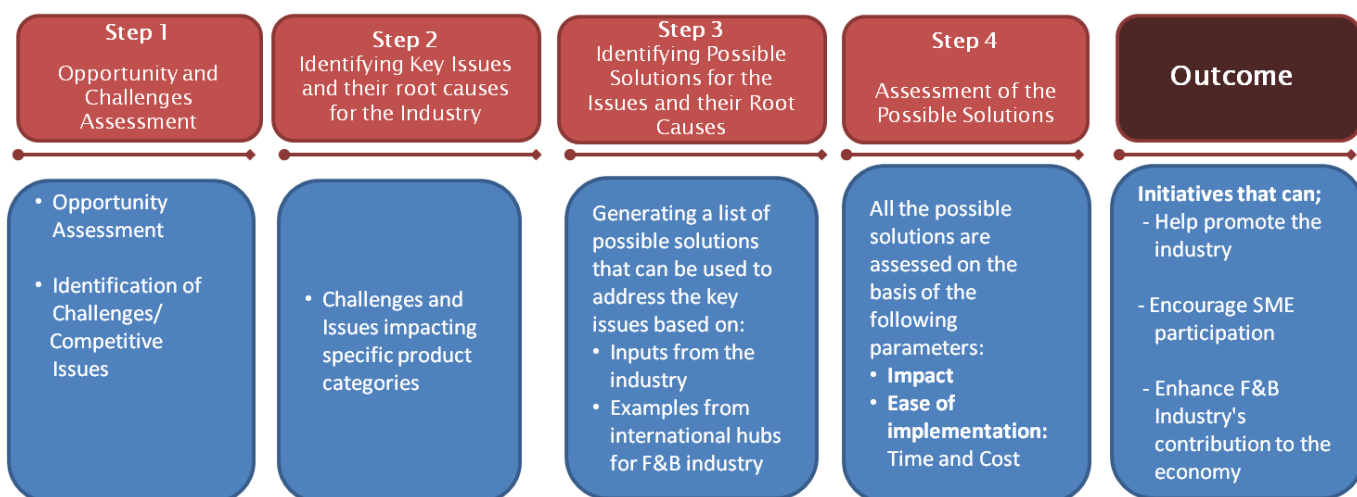 Step 1
Opportunity and
Challenges
Assessment
Step 2
Identifying Key Issues
and their root causes
for the Industry
Step 3
Identifying Possible
Solutions for the
Issues and their Root
Causes
Step 4
Assessment of the
Possible Solutions
Outcome
• Opportunity
Assessment
• Identification of
Challenges/
Competitive
Issues
• Challenges and
Issues impacting
specific product
categories
Generating a list of
possible solutions
that can be used to
address the key
issues based on:
• Inputs from the
industry
• Examples from
international hubs
for F&B industry
All the possible
solutions are
assessed on the
basis of the
following
parameters:
• Impact
• Ease of
implementation:
Time and Cost
Initiatives that can;
- Help promote the
industry
- Encourage SME
participation
- Enhance F&B
Industry's
contribution to the
economy